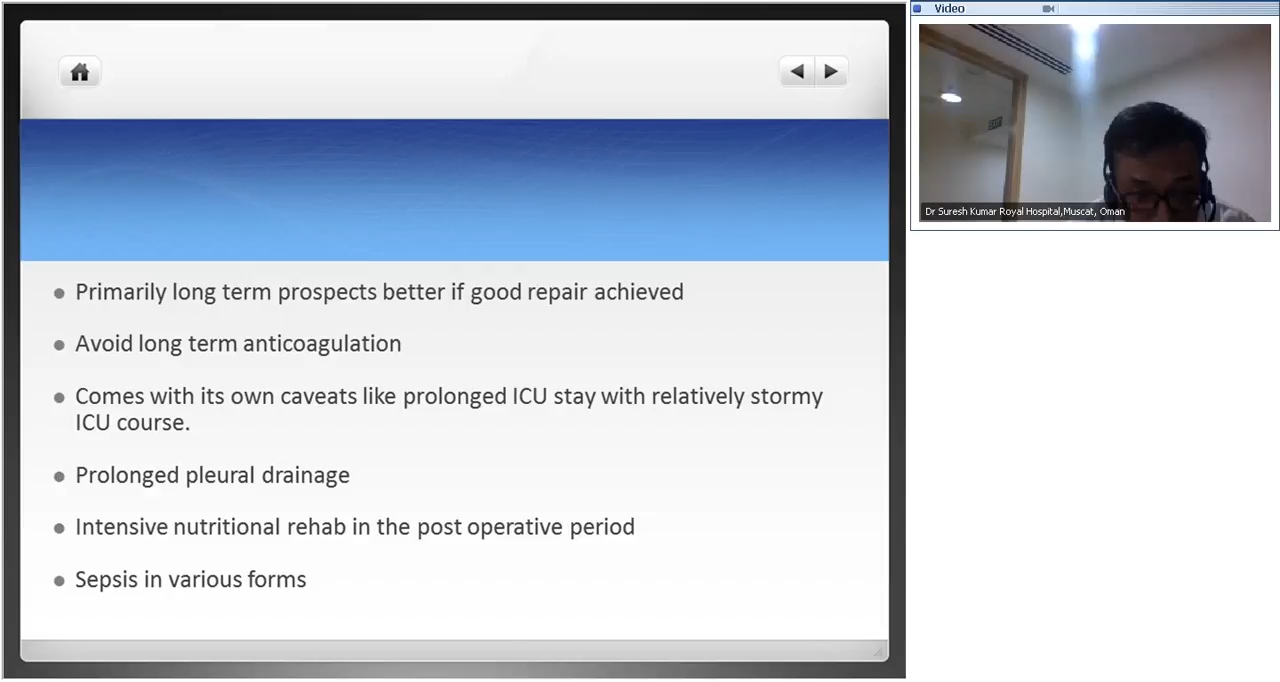 Video
Primarily long term prospects better if good repair achieved
Avoid long term anticoagulation
Comes with its own caveats like prolonged ICU stay with relatively stormy
ICU course.
Prolonged pleural drainage
Intensive nutritional rehab in the post operative period
Sepsis in various forms
EXIT
Dr Suresh Kumar Royal Hospital,Muscat, Oman